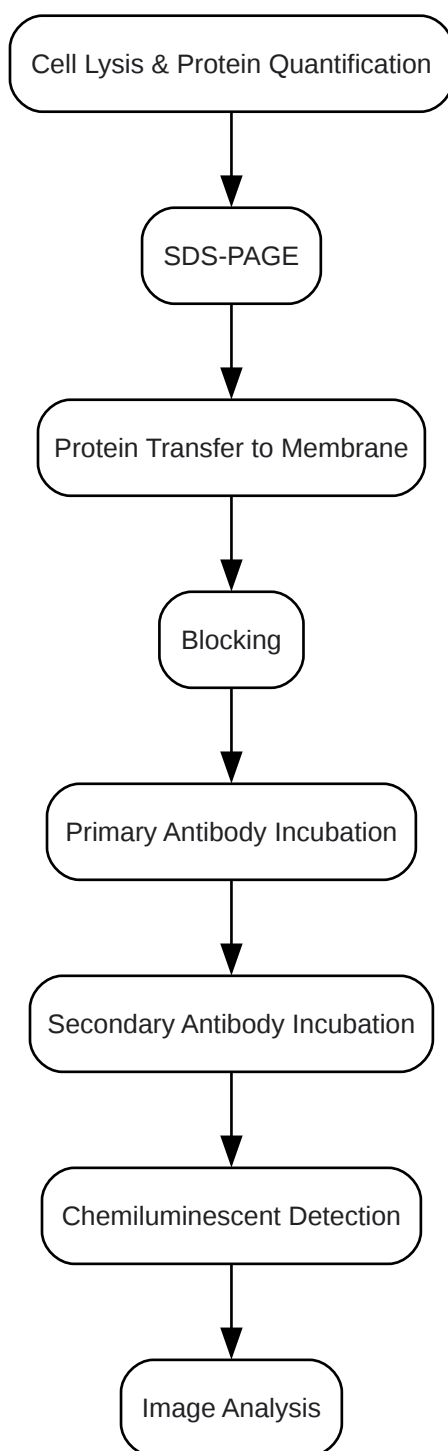 Cell Lysis & Protein Quantification
SDS-PAGE
Protein Transfer to Membrane
Blocking
Primary Antibody Incubation
Secondary Antibody Incubation
Chemiluminescent Detection
Image Analysis